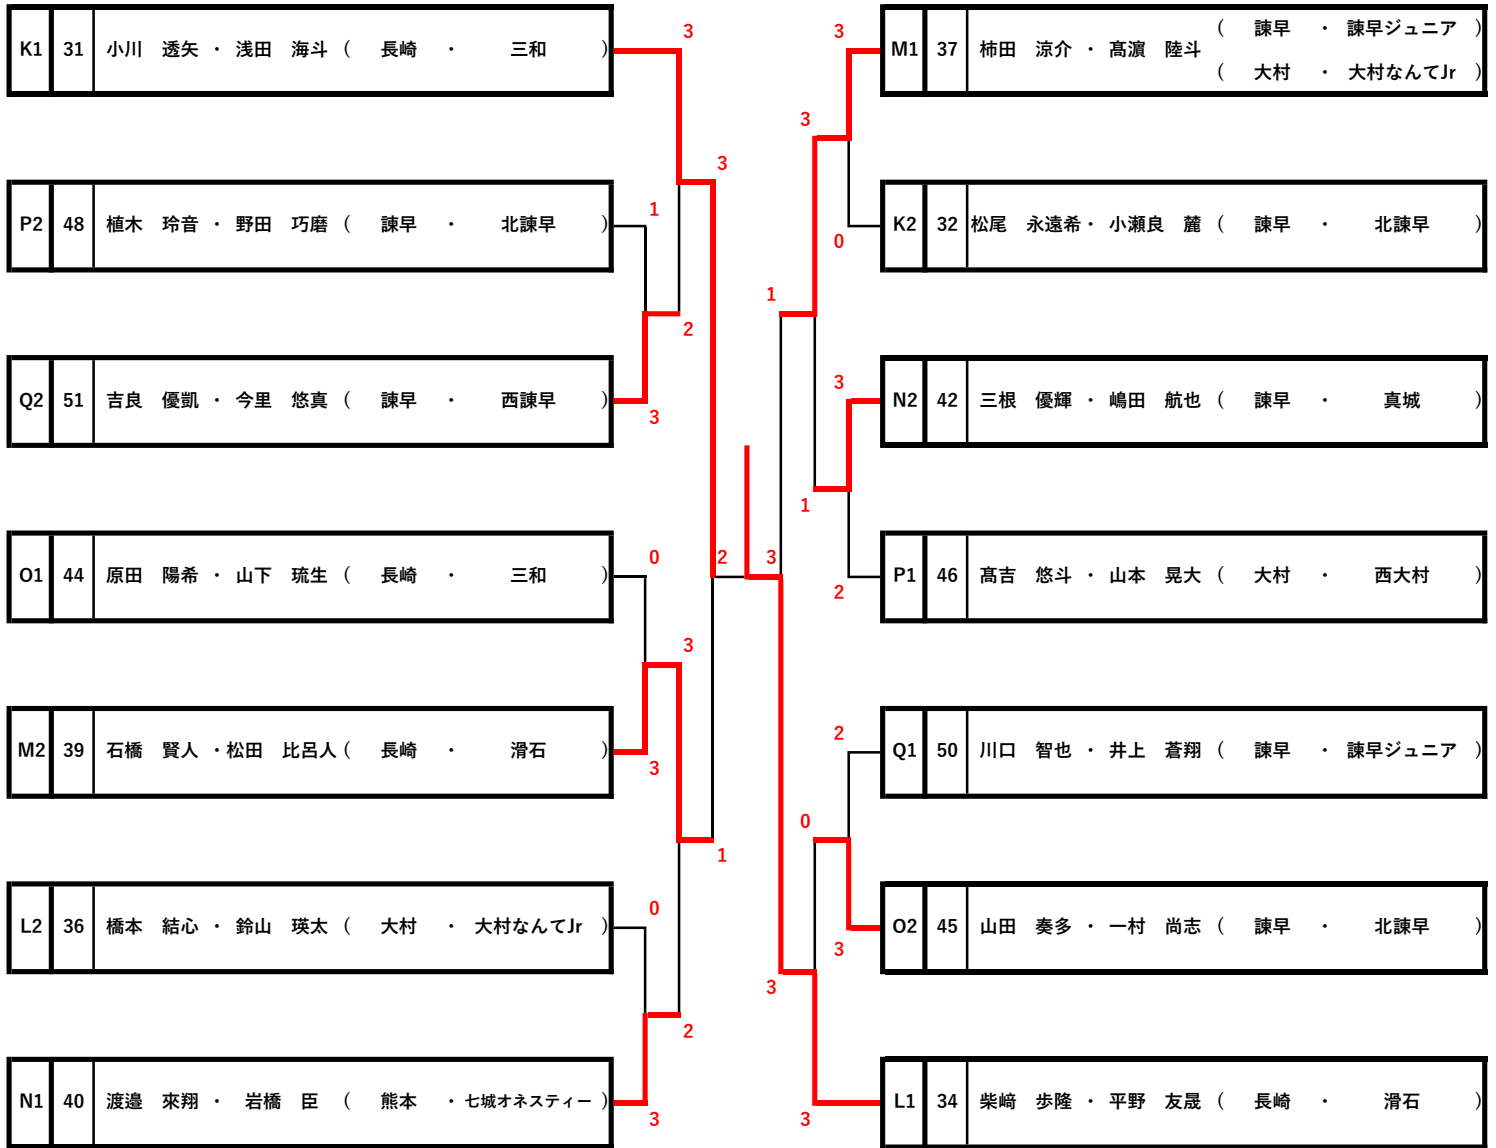 K1 31 小川 透矢 ・ 浅田 海斗 ( 長崎 ・ 三和 )
P2 48 植木 玲音 ・ 野田 巧磨 ( 諫早 ・ 北諫早 )
Q2 51 吉良 優凱 ・ 今里 悠真 ( 諫早 ・ 西諫早 )
O1 44 原田 陽希 ・ 山下 琉生 ( 長崎 ・ 三和 )
M2 39 石橋 賢人 ・松田 比呂人 ( 長崎 ・ 滑石 )
L2 36 橋本 結心 ・ 鈴山 瑛太 ( 大村 ・ 大村なんてJr )
N1 40 渡邉 來翔 ・ 岩橋 臣 ( 熊本 ・ 七城オネスティー )
3
3
1
2
3
0
2
3
3
1
0
2
3
3
3
1
0
3
1
3
2
2
0
3
3
3
M1 37 柿田 涼介 ・ 髙濵 陸斗 ( 諫早 ・ 諫早ジュニア )
( 大村 ・ 大村なんてJr )
K2 32 松尾 永遠希・ 小瀬良 麓 ( 諫早 ・ 北諫早 )
N2 42 三根 優輝 ・ 嶋田 航也 ( 諫早 ・ 真城 )
P1 46 髙吉 悠斗 ・ 山本 晃大 ( 大村 ・ 西大村 )
Q1 50 川口 智也 ・ 井上 蒼翔 ( 諫早 ・ 諫早ジュニア )
O2 45 山田 奏多 ・ 一村 尚志 ( 諫早 ・ 北諫早 )
L1 34 柴﨑 歩隆 ・ 平野 友晟 ( 長崎 ・ 滑石 )